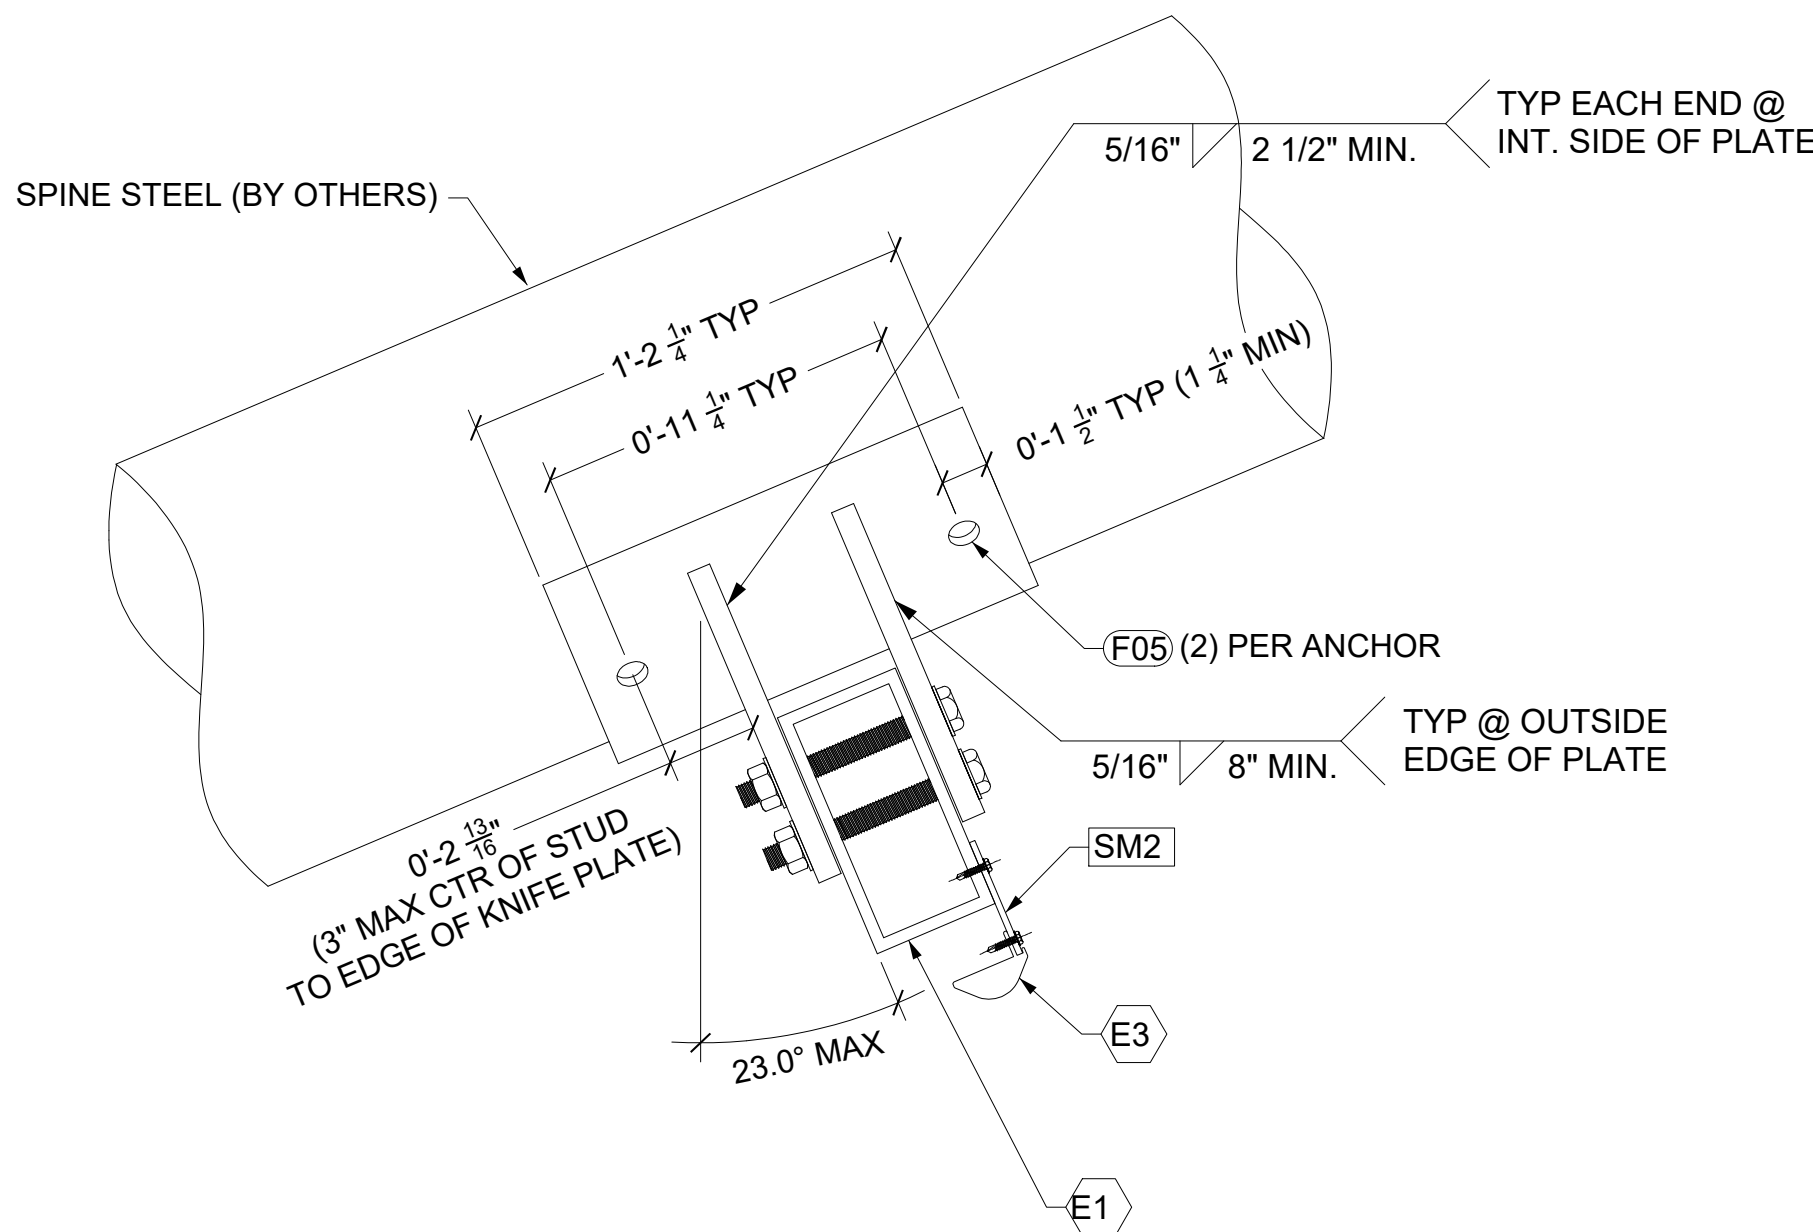 TYP EACH END @
INT. SIDE OF PLATE
5/16" 2 1/2" MIN.
SPINE STEEL (BY OTHERS)
1'-2 1/4" TYP
0'-11 1/4" TYP
0'-1 1/2" TYP (1 1/4" MIN)
F05 (2) PER ANCHOR
TYP @ OUTSIDE
EDGE OF PLATE
5/16" 8" MIN.
0'-2 13/16"
(3" MAX CTR OF STUD
TO EDGE OF KNIFE PLATE)
SM2
23.0° MAX
E3
E1